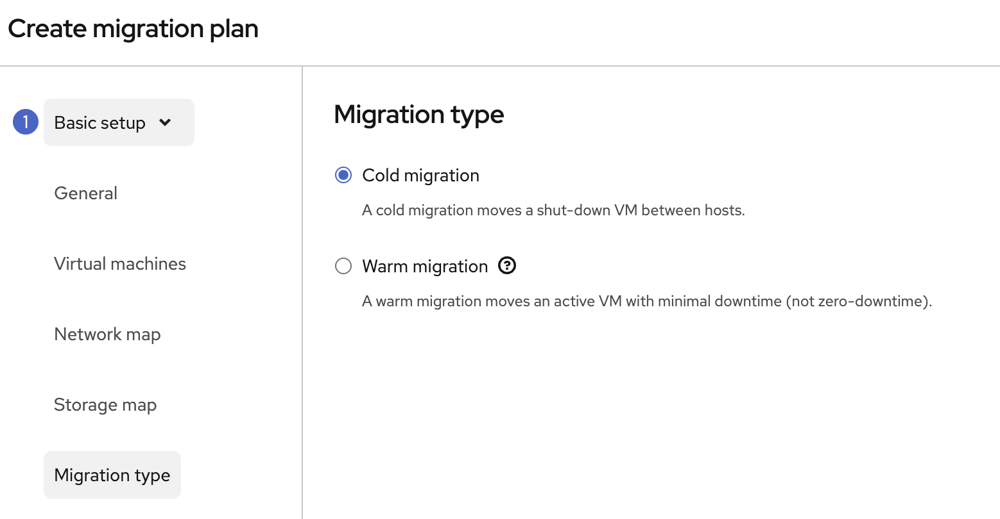 Create migration plan
1 Basic setup
General
Virtual machines
Network map
Storage map
Migration type
Migration type
Cold migration
A cold migration moves a shut-down VM between hosts.
Warm migration ?
A warm migration moves an active VM with minimal downtime (not zero-downtime).